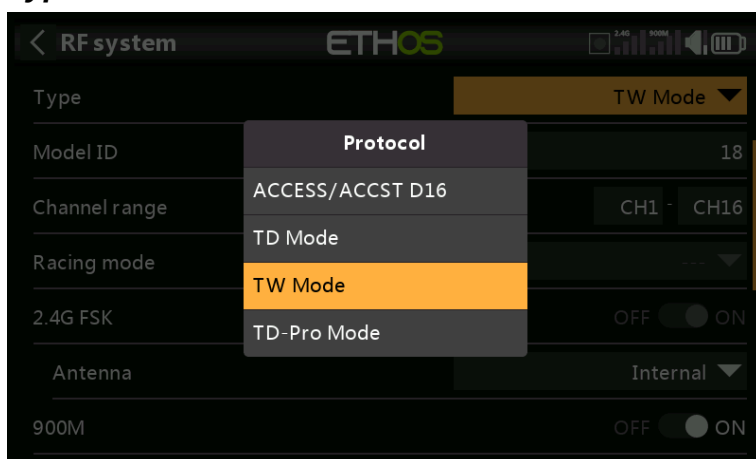 RF system ETHOS 2.4G 900M
Type TW Mode
Protocol
Model ID 18
ACCESS/ACCST D16
Channel range CH1 - CH16
TD Mode
Racing mode ---
TW Mode
2.4G FSK OFF ON
TD-Pro Mode
Antenna Internal
900M OFF ON